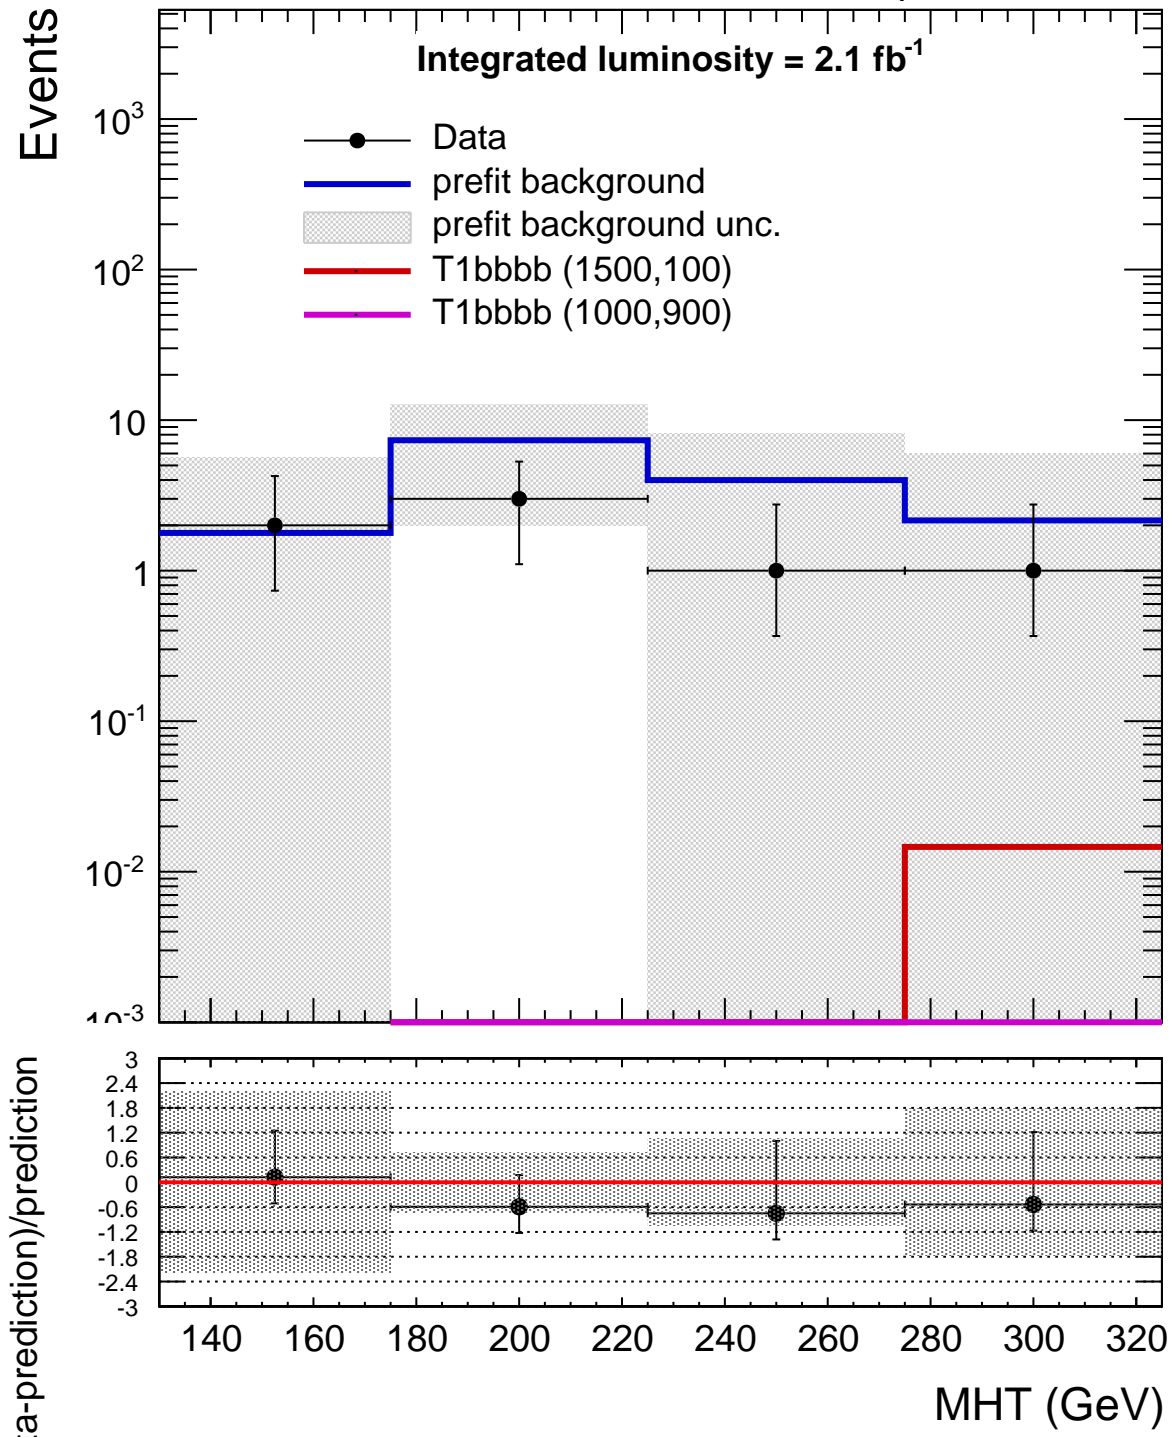 Events
Integrated luminosity = 2.1 fb⁻¹
Data
prefit background
prefit background unc.
T1bbbb (1500,100)
T1bbbb (1000,900)
10³
10²
10
1
10⁻¹
10⁻²
10⁻³
3
2.4
1.8
1.2
0.6
0
-0.6
-1.2
-1.8
-2.4
-3
ta-prediction)/prediction
140 160 180 200 220 240 260 280 300 320
MHT (GeV)